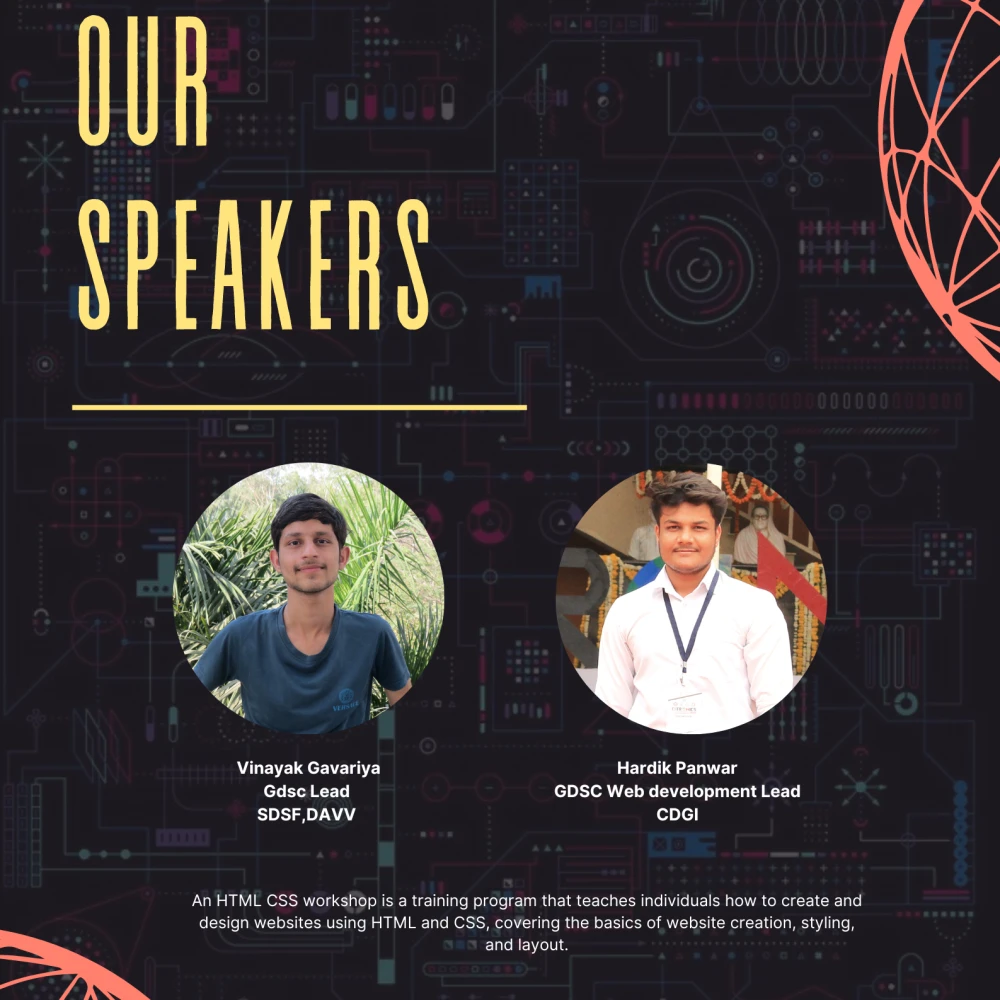 OUR
SPEAKERS
Vinayak Gavariya
Gdsc Lead
SDSF,DAVV
Hardik Panwar
GDSC Web development Lead
CDGI
An HTML CSS workshop is a training program that teaches individuals how to create and
design websites using HTML and CSS, covering the basics of website creation, styling,
and layout.